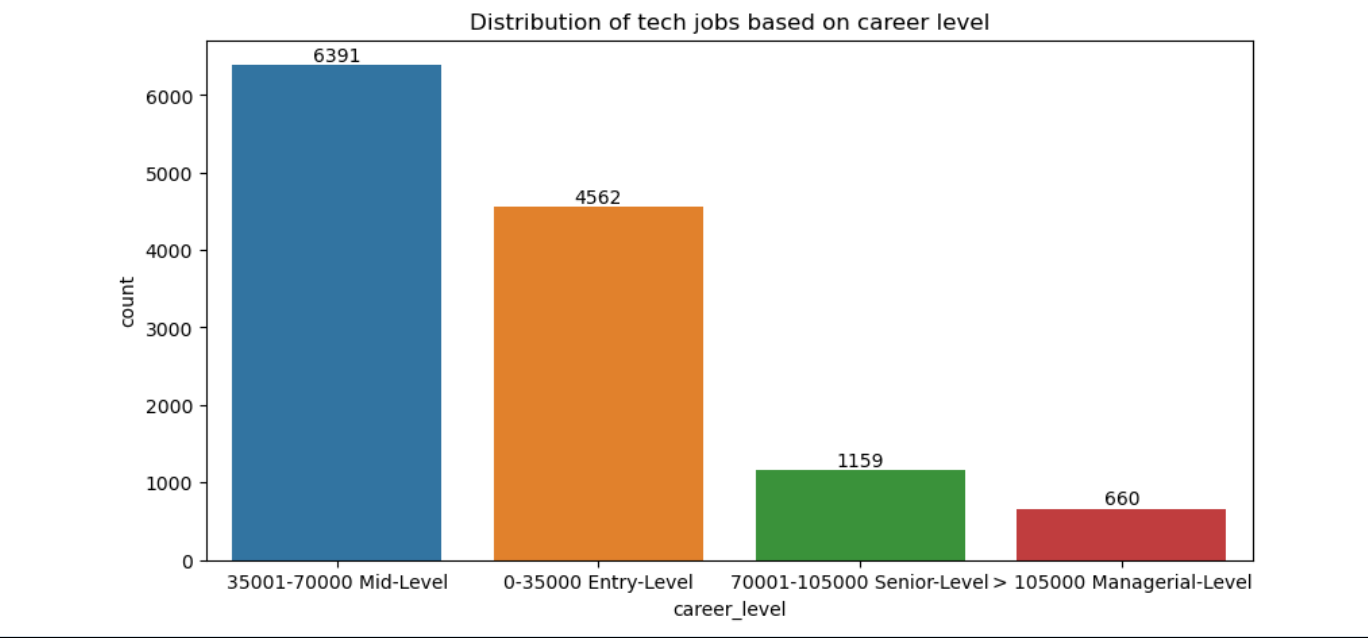 Distribution of tech jobs based on career level
6391
6000
5000
4562
4000
count
3000
2000
1159
1000
660
0
35001-70000 Mid-Level
0-35000 Entry-Level
70001-105000 Senior-Level
> 105000 Managerial-Level
career_level